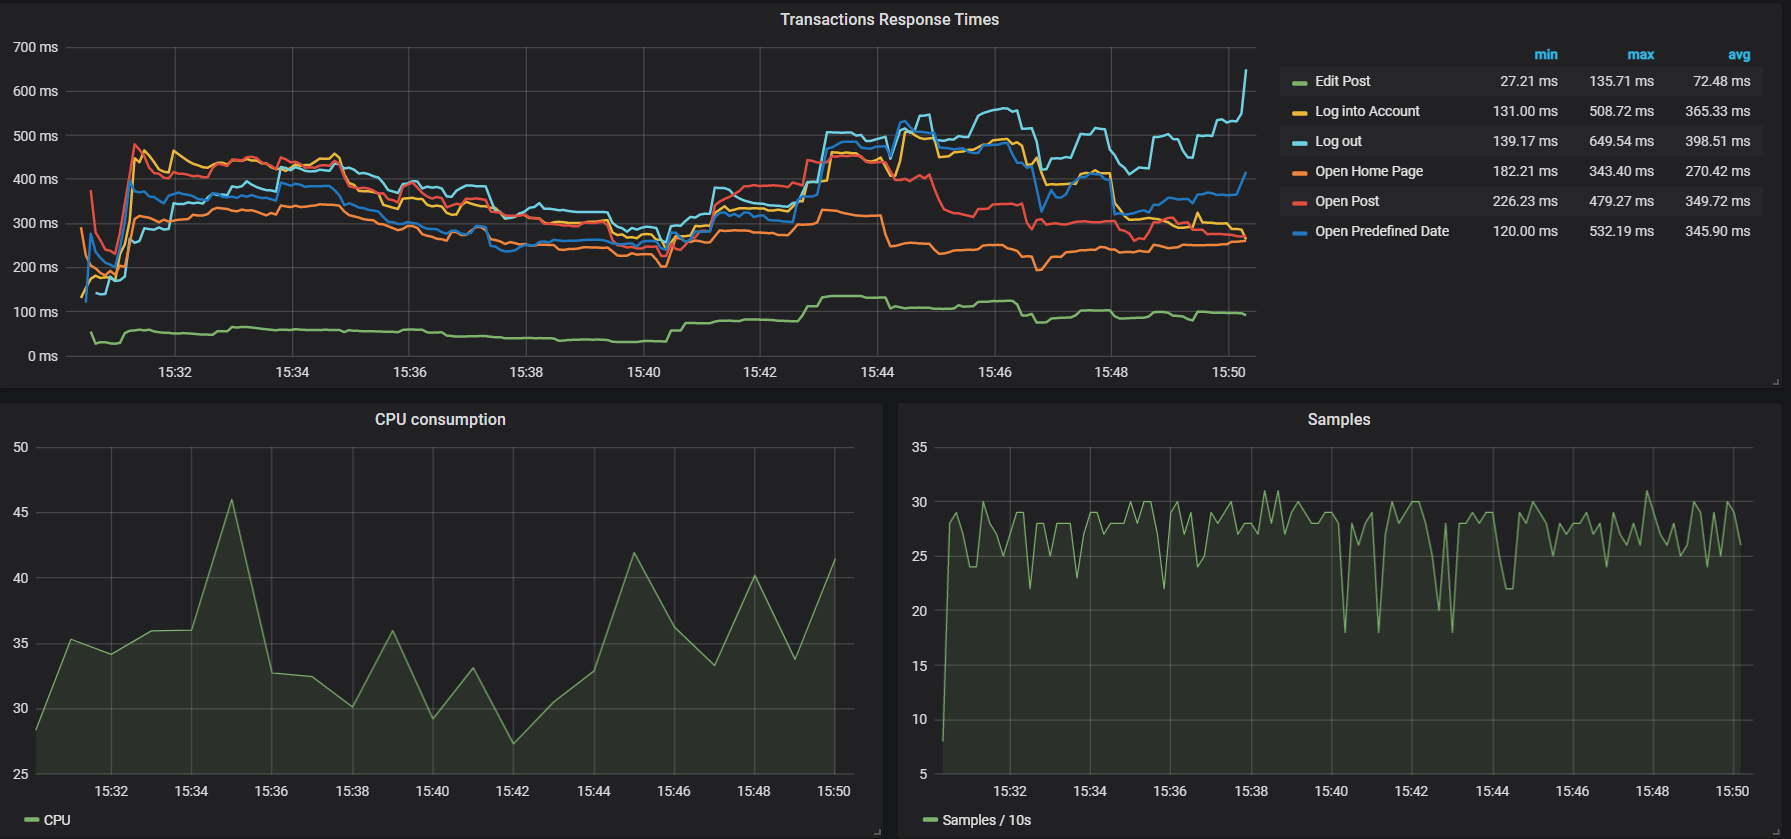 Transactions Response Times
700 ms
600 ms
500 ms
400 ms
300 ms
200 ms
100 ms
0 ms
15:32 15:34 15:36 15:38 15:40 15:42 15:44 15:46 15:48 15:50
min max avg
Edit Post 27.21 ms 135.71 ms 72.48 ms
Log into Account 131.00 ms 508.72 ms 365.33 ms
Log out 139.17 ms 649.54 ms 398.51 ms
Open Home Page 182.21 ms 343.40 ms 270.42 ms
Open Post 226.23 ms 479.27 ms 349.72 ms
Open Predefined Date 120.00 ms 532.19 ms 345.90 ms
CPU consumption
50
45
40
35
30
25
15:32 15:34 15:36 15:38 15:40 15:42 15:44 15:46 15:48 15:50
CPU
Samples
35
30
25
20
15
10
5
15:32 15:34 15:36 15:38 15:40 15:42 15:44 15:46 15:48 15:50
Samples / 10s